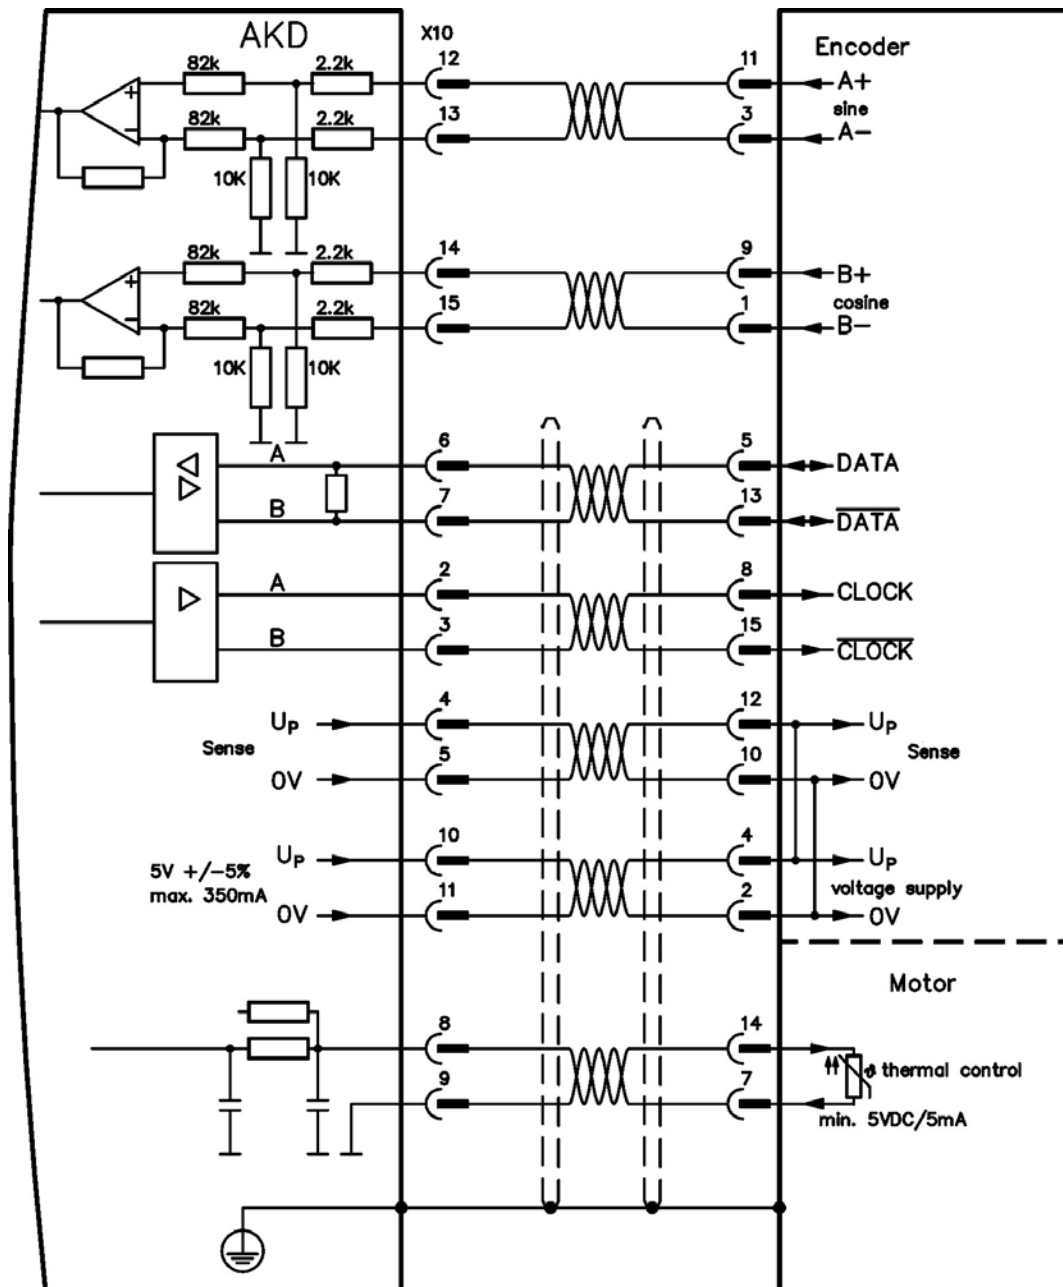 AKD
X10
Encoder
82k 2.2k 12 11 A+
sine
82k 2.2k 13 3 A−
10K 10K
82k 2.2k 14 9 B+
cosine
82k 2.2k 15 1 B−
10K 10K
A 6 5 DATA
B 7 13 DATA
A 2 8 CLOCK
B 3 15 CLOCK
UP 4 12 UP
Sense Sense
0V 5 10 0V
5V +/−5% UP 10 4 UP
max. 350mA voltage supply
0V 11 2 0V
Motor
8 14
ϑ thermal control
9 7
min. 5VDC/5mA